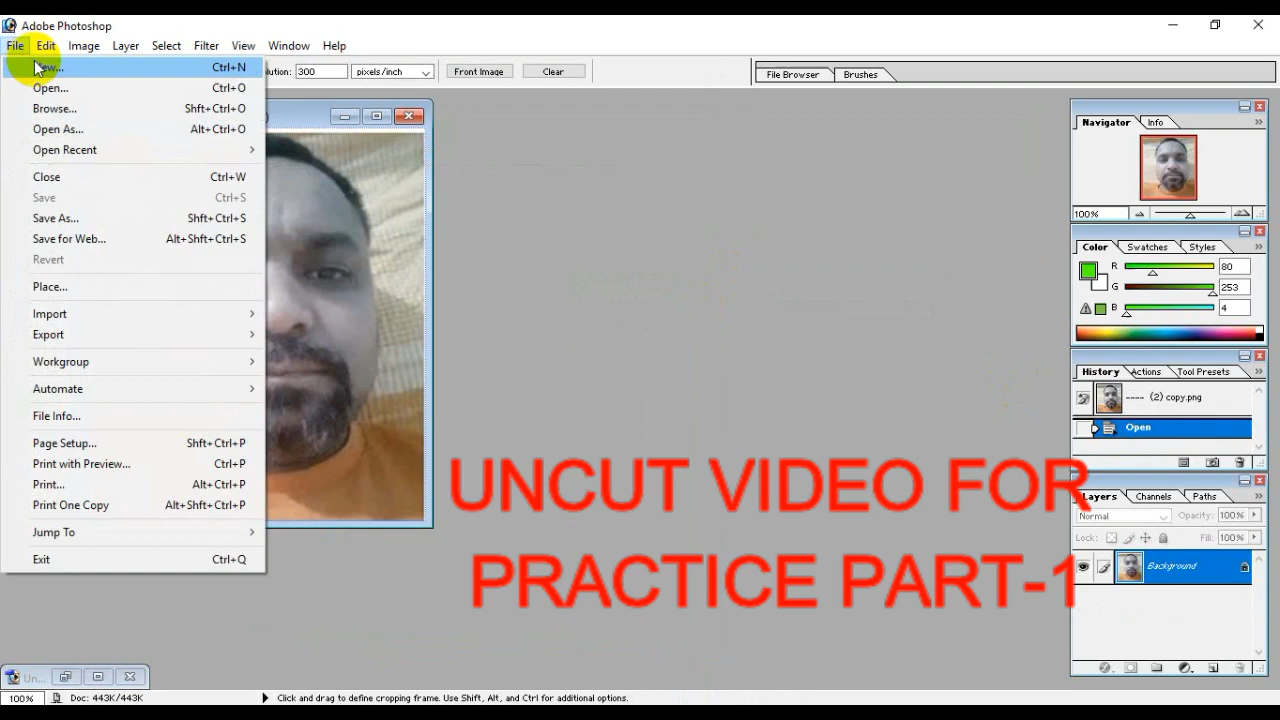 Adobe Photoshop
File Edit Image Layer Select Filter View Window Help
300 pixels/inch Front Image Clear File Browser Brushes
Ctrl+N
Open... Ctrl+O
Browse... Shft+Ctrl+O
Open As... Alt+Ctrl+O
Open Recent
Close Ctrl+W
Save Ctrl+S
Save As... Shft+Ctrl+S
Save for Web... Alt+Shft+Ctrl+S
Revert
Place...
Import
Export
Workgroup
Automate
File Info...
Page Setup... Shft+Ctrl+P
Print with Preview... Ctrl+P
Print... Alt+Ctrl+P
Print One Copy Alt+Shft+Ctrl+P
Jump To
Exit Ctrl+Q
Navigator Info
100%
Color Swatches Styles
R 80
G 253
B 4
History Actions Tool Presets
---- (2) copy.png
Open
Layers Channels Paths
Normal Opacity: 100%
Lock: Fill: 100%
Background
UNCUT VIDEO FOR
PRACTICE PART-1
Un...
100% Doc: 443K/443K Click and drag to define cropping frame. Use Shift, Alt, and Ctrl for additional options.